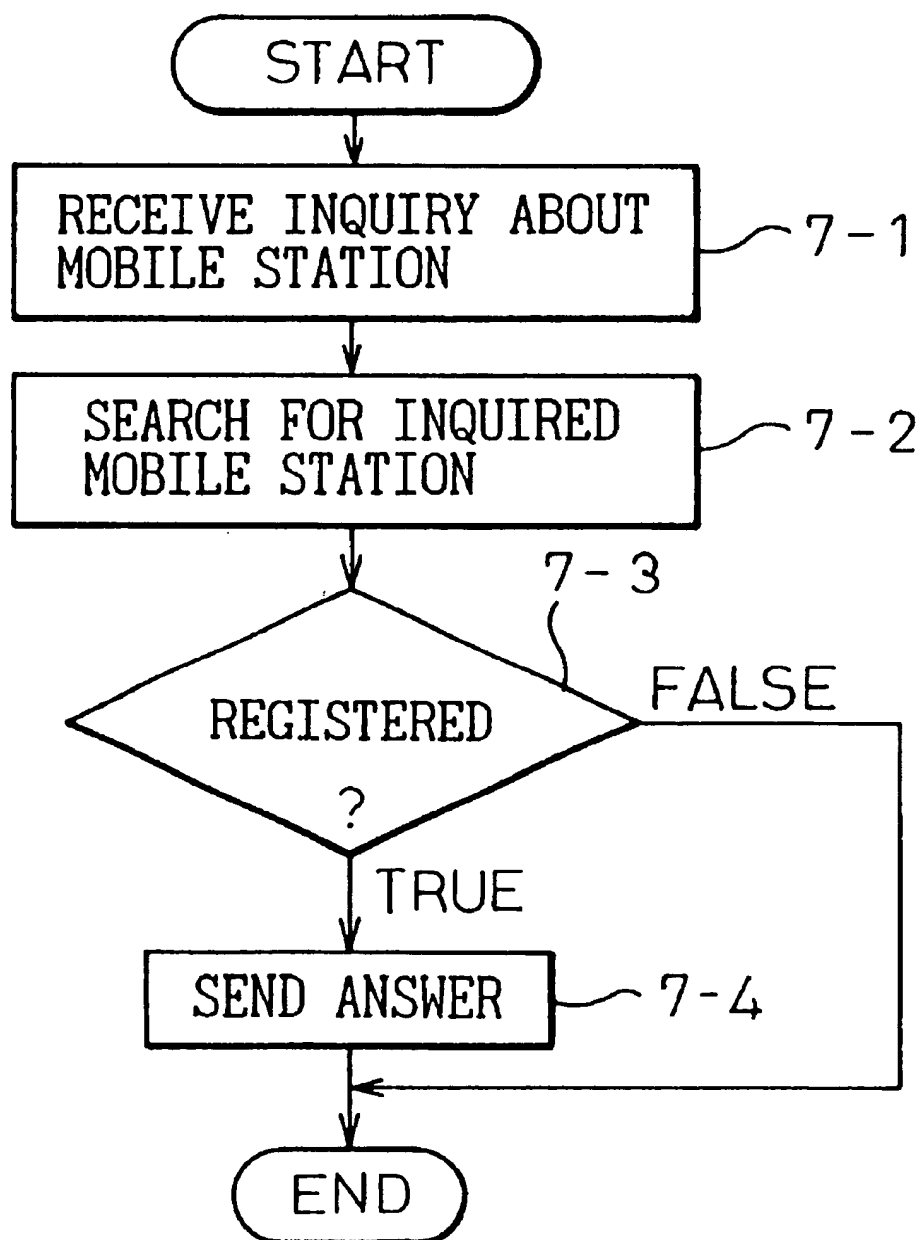 START
RECEIVE INQUIRY ABOUT
MOBILE STATION
7-1
SEARCH FOR INQUIRED
MOBILE STATION
7-2
7-3
REGISTERED
?
FALSE
TRUE
SEND ANSWER
7-4
END